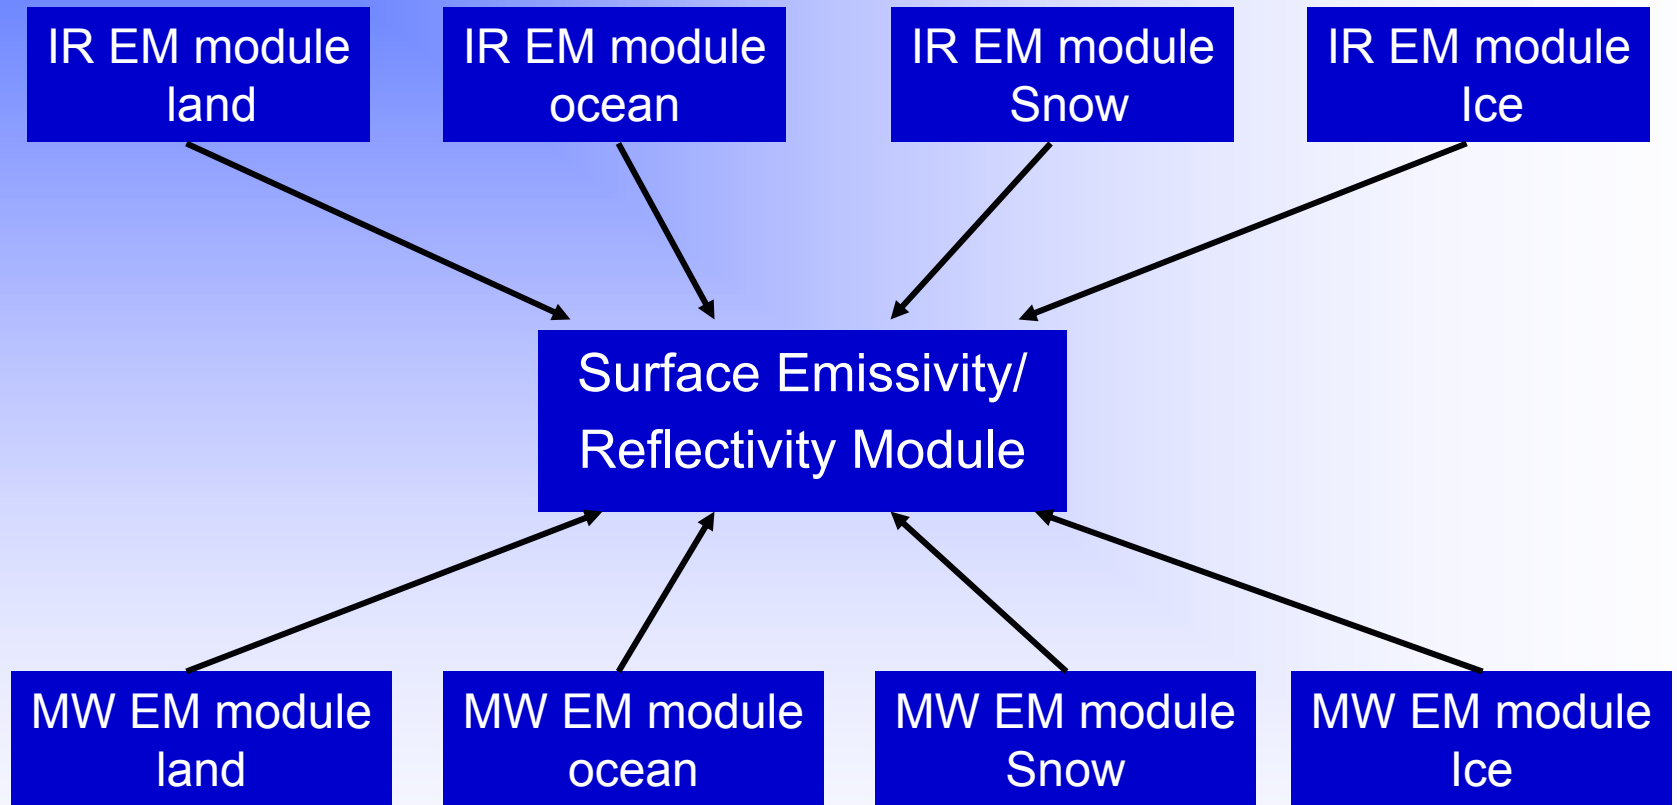 IR EM module
land
IR EM module
ocean
IR EM module
Snow
IR EM module
Ice
Surface Emissivity/
Reflectivity Module
MW EM module
land
MW EM module
ocean
MW EM module
Snow
MW EM module
Ice